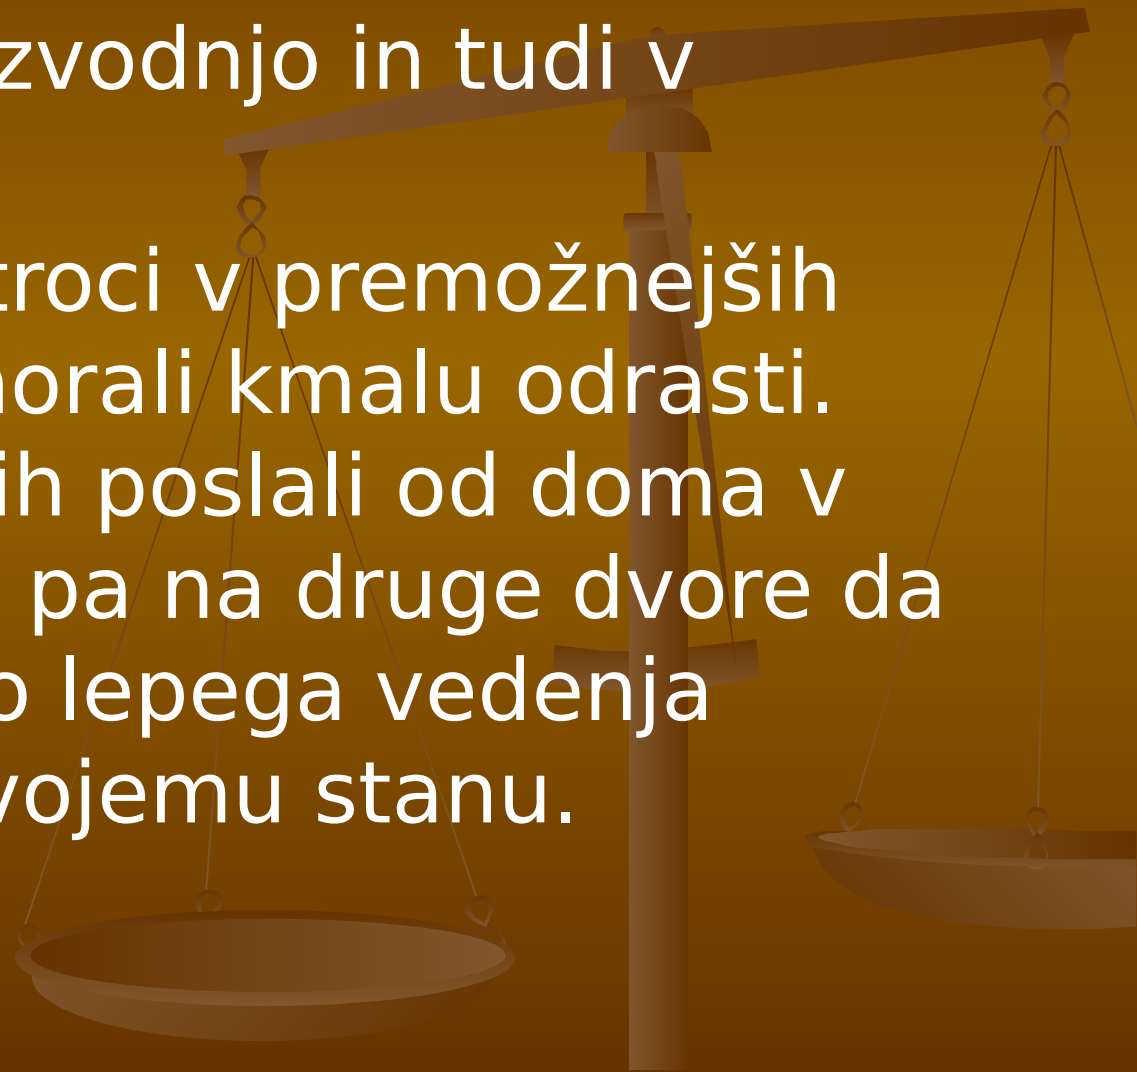 zvodnjo in tudi v
troci v premožnejših
orali kmalu odrasti.
ih poslali od doma v
pa na druge dvore da
o lepega vedenja
vojemu stanu.